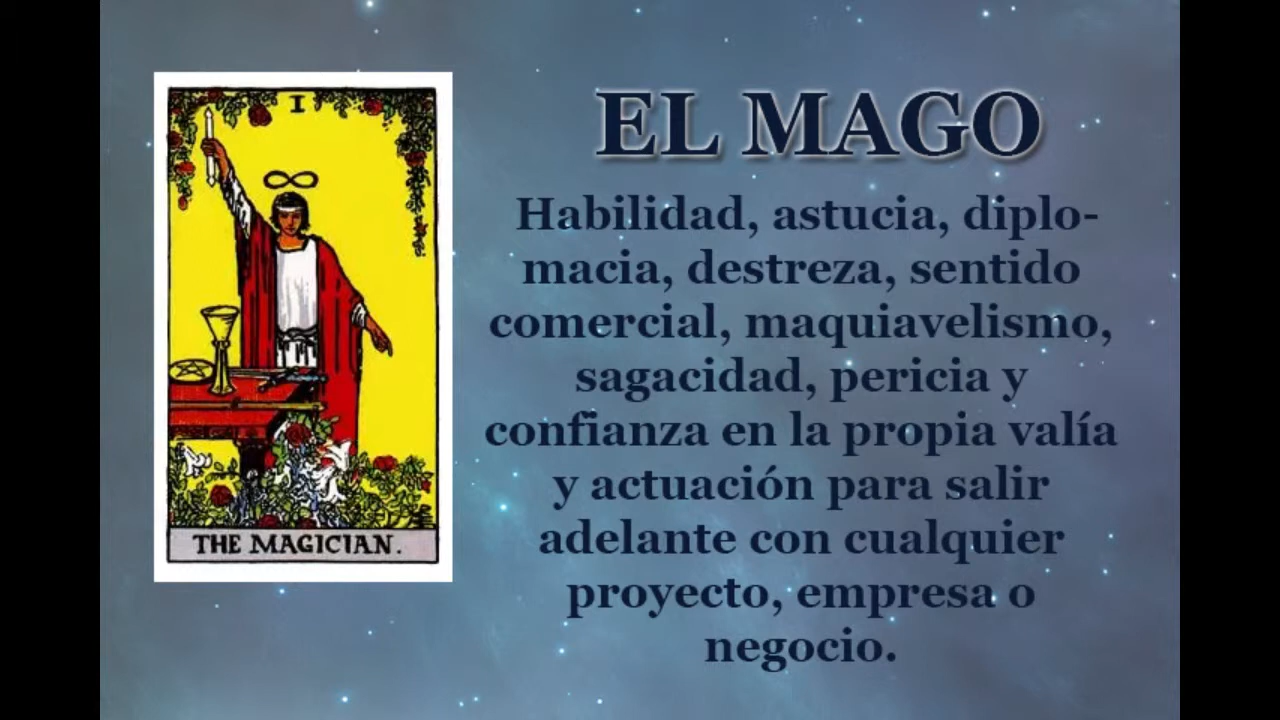 I
THE MAGICIAN.
EL MAGO
Habilidad, astucia, diplo-
macia, destreza, sentido
comercial, maquiavelismo,
sagacidad, pericia y
confianza en la propia valía
y actuación para salir
adelante con cualquier
proyecto, empresa o
negocio.